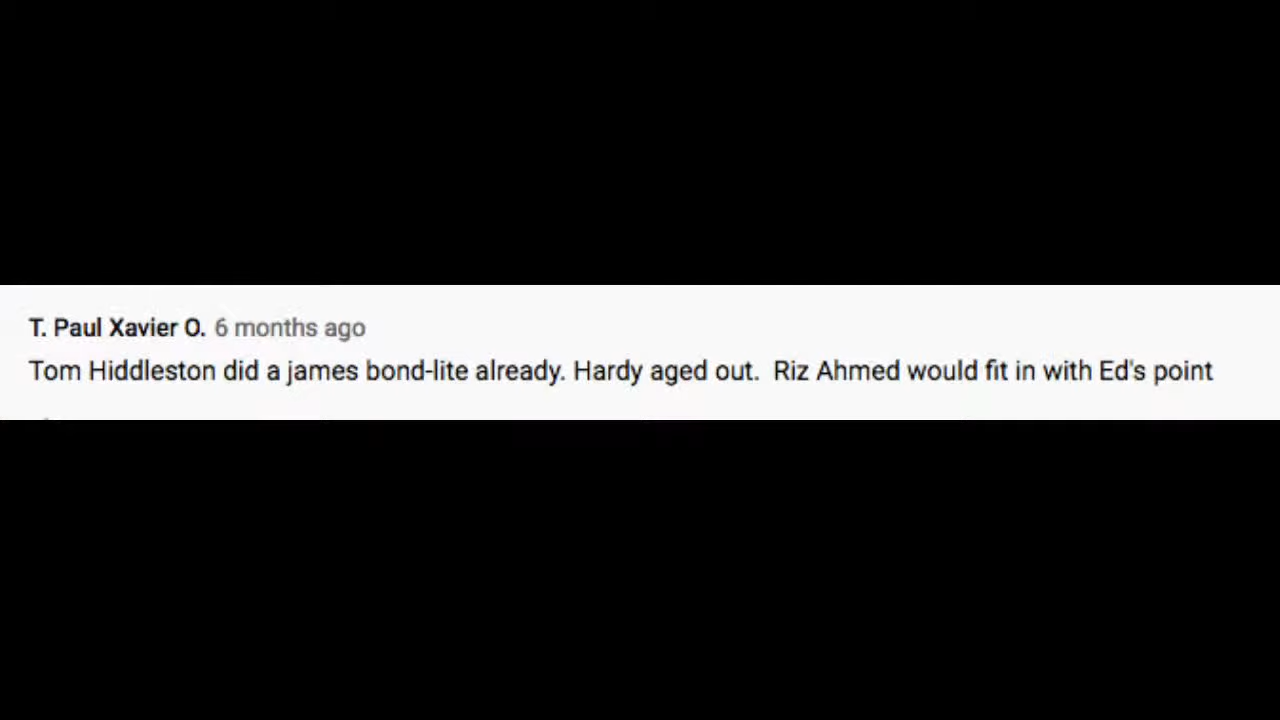 T. Paul Xavier O. 6 months ago
Tom Hiddleston did a james bond-lite already. Hardy aged out.  Riz Ahmed would fit in with Ed's point